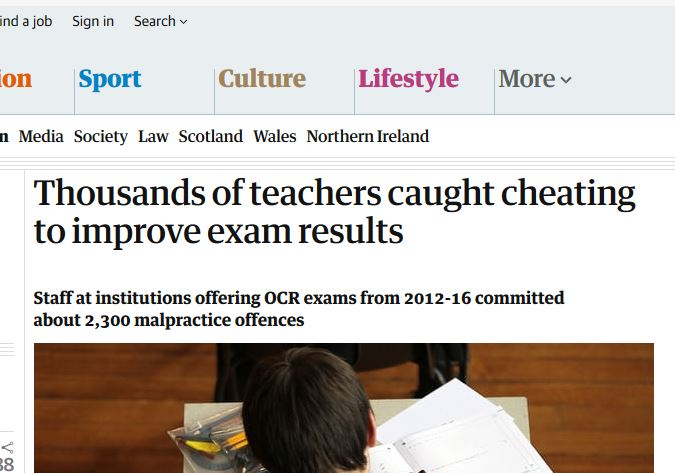 ind a job Sign in Search
ion Sport Culture Lifestyle More
n Media Society Law Scotland Wales Northern Ireland
Thousands of teachers caught cheating
to improve exam results
Staff at institutions offering OCR exams from 2012-16 committed
about 2,300 malpractice offences
38